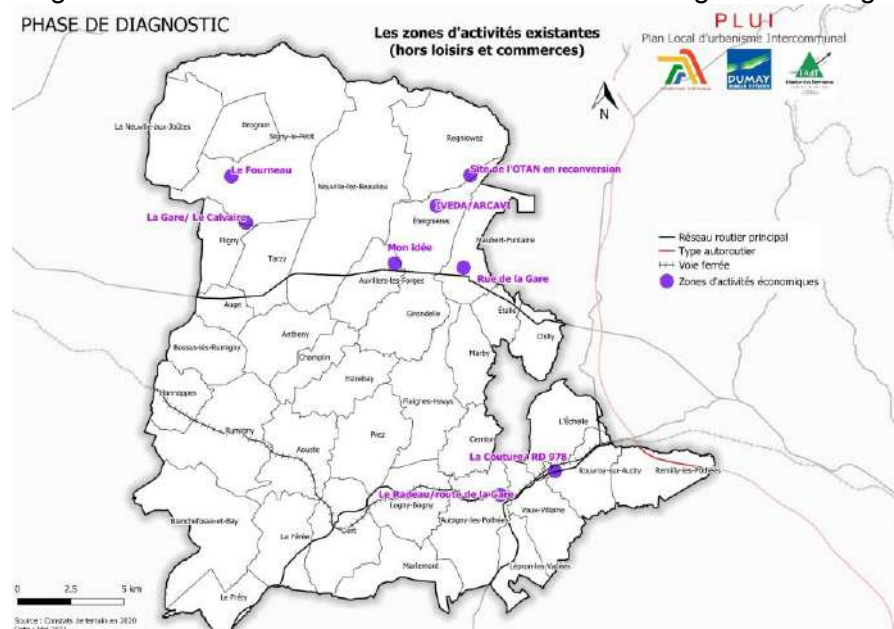 PHASE DE DIAGNOSTIC
Les zones d'activités existantes
(hors loisirs et commerces)
PLUI
Plan Local d'urbanisme Intercommunal
DUMAY
N
La Neuville-aux-Joûtes
Brognon
Signy-le-Petit
Regniowez
Le Fourneau
Site de l'OTAN en reconversion
Neuville-lez-Beaulieu
IVEDA/ARCAVI
Eteignières
La Gare/ Le Calvaire
Fligny
Tarzy
Mon idée
Maubert-Fontaine
Rue de la Gare
Auvillers-les-Forges
Réseau routier principal
Type autoroutier
Voie ferrée
Zones d'activités économiques
Auge
Girondelle
Étalle
Chilly
Antheny
Bossus-lès-Rumigny
Champlin
Marby
Estrebay
Hannappes
Flaignes-Havys
Rumigny
Prez
L'Échelle
Aouste
Cernion
La Couture/ RD 978
Rouvroy-sur-Audry
Remilly-les-Pothées
Le Radeau/route de la Gare
Logny-Bogny
Vaux-Villaine
Blanchefosse-et-Bay
Aubigny-les-Pothées
La Férée
Liart
Marlemont
Lépron-les-Vallées
Le Fréty
0 2.5 5 km
Source : Constats de terrain en 2020